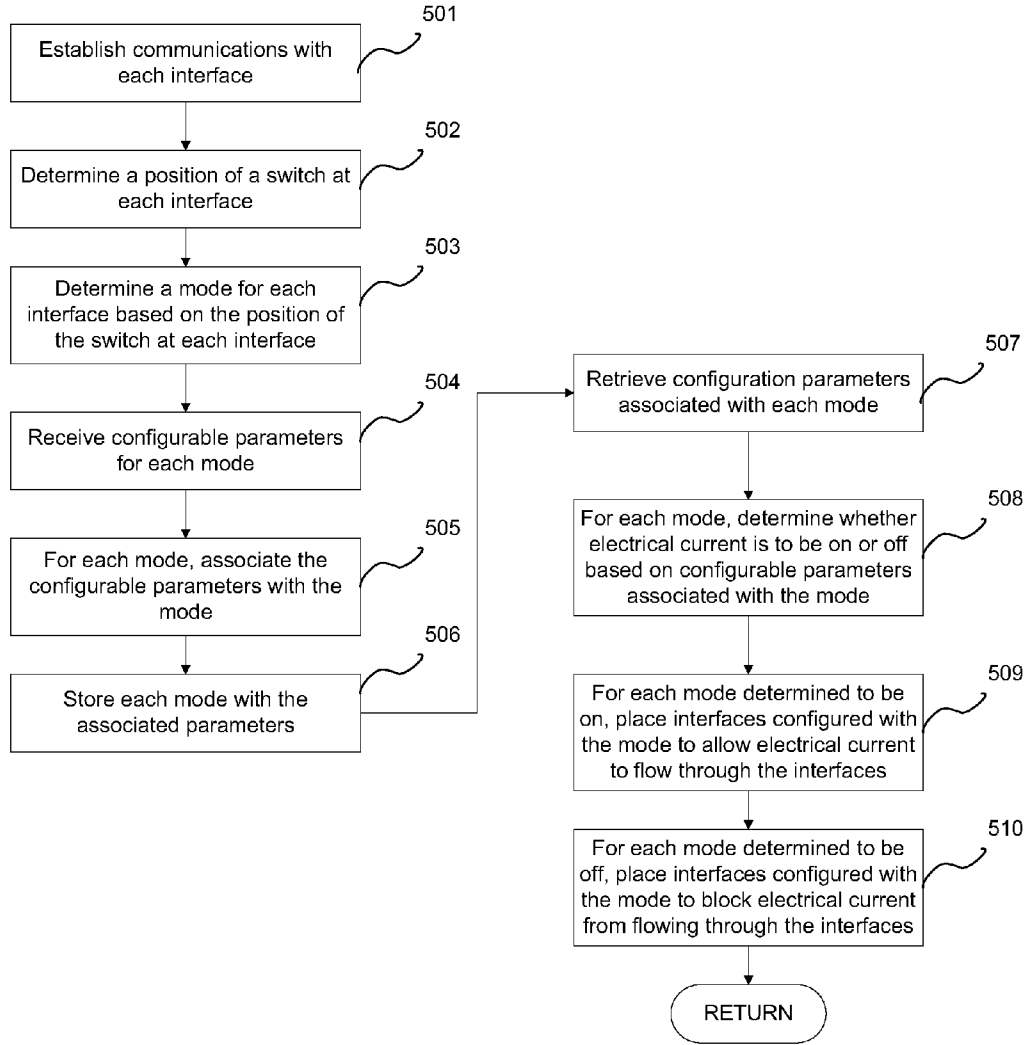 501
Establish communications with
each interface
502
Determine a position of a switch at
each interface
503
Determine a mode for each
interface based on the position of
the switch at each interface
504
Receive configurable parameters
for each mode
505
For each mode, associate the
configurable parameters with the
mode
506
Store each mode with the
associated parameters
507
Retrieve configuration parameters
associated with each mode
508
For each mode, determine whether
electrical current is to be on or off
based on configurable parameters
associated with the mode
509
For each mode determined to be
on, place interfaces configured with
the mode to allow electrical current
to flow through the interfaces
510
For each mode determined to be
off, place interfaces configured with
the mode to block electrical current
from flowing through the interfaces
RETURN